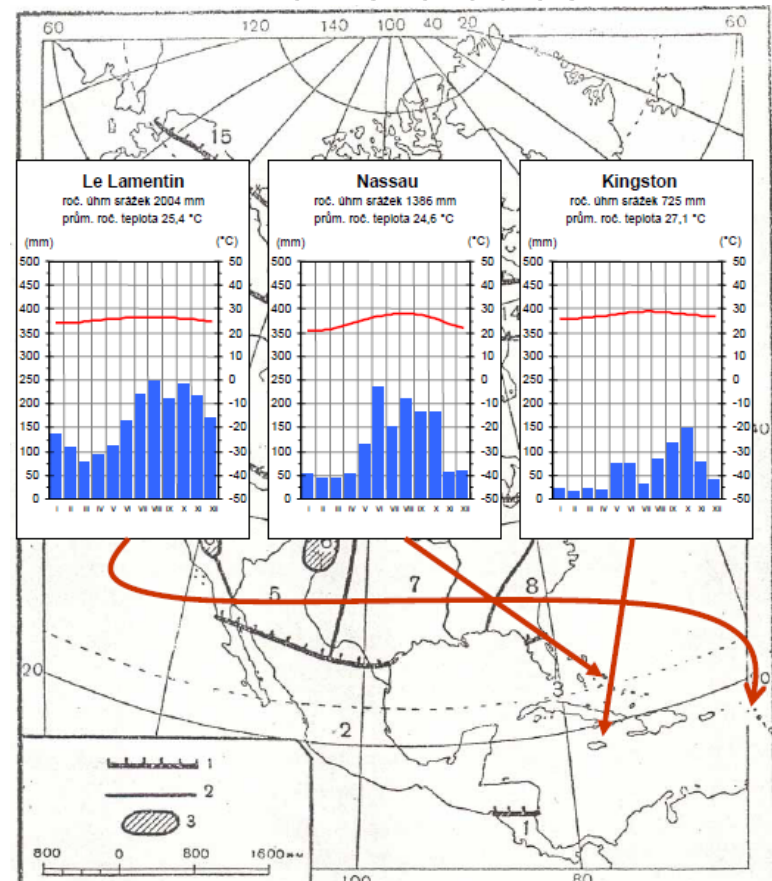 60 120 140 100 40 20 60
15
Le Lamentin
roč. úhrn srážek 2004 mm
prům. roč. teplota 25,4 °C
(mm) (°C)
500 50
450 40
400 30
350 20
300 10
250 0
200 -10
150 -20
100 -30
50 -40
0 -50
I II III IV V VI VII VIII IX X XI XII
Nassau
roč. úhrn srážek 1386 mm
prům. roč. teplota 24,6 °C
(mm) (°C)
500 50
450 40
400 30
350 20
300 10
250 0
200 -10
150 -20
100 -30
50 -40
0 -50
I II III IV V VI VII VIII IX X XI XII
Kingston
roč. úhrn srážek 725 mm
prům. roč. teplota 27,1 °C
(mm) (°C)
500 50
450 40
400 30
350 20
300 10
250 0
200 -10
150 -20
100 -30
50 -40
0 -50
I II III IV V VI VII VIII IX X XI XII
14
40
6
5 7 8
20 20
3
2
1
1
2
3
800 0 800 1600 км
100 80